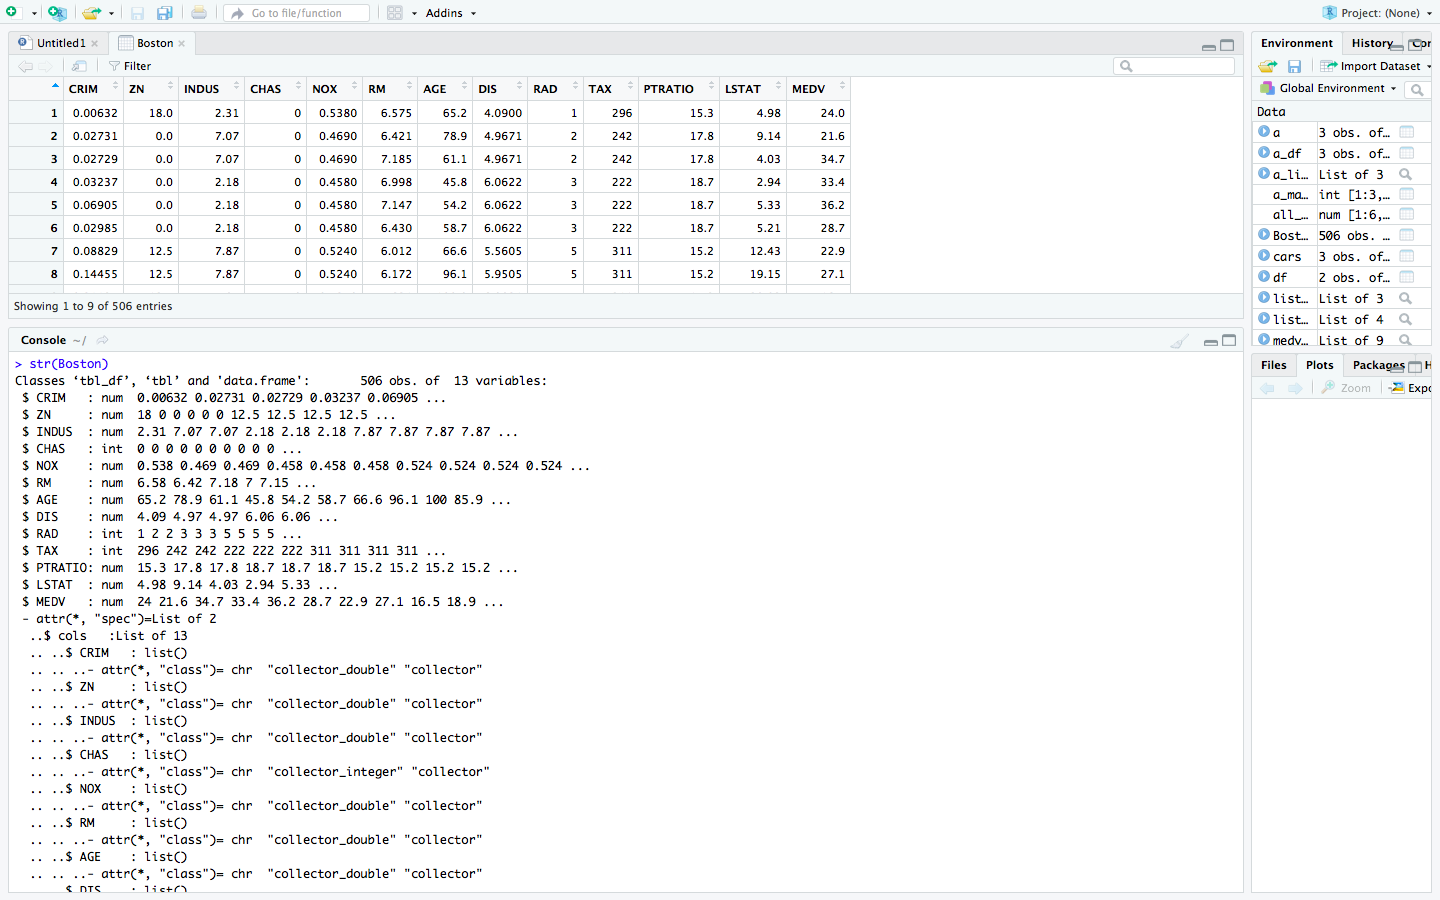 Go to file/function Addins Project: (None)
Untitled1 Boston
Filter
CRIM ZN INDUS CHAS NOX RM AGE DIS RAD TAX PTRATIO LSTAT MEDV
1 0.00632 18.0 2.31 0 0.5380 6.575 65.2 4.0900 1 296 15.3 4.98 24.0
2 0.02731 0.0 7.07 0 0.4690 6.421 78.9 4.9671 2 242 17.8 9.14 21.6
3 0.02729 0.0 7.07 0 0.4690 7.185 61.1 4.9671 2 242 17.8 4.03 34.7
4 0.03237 0.0 2.18 0 0.4580 6.998 45.8 6.0622 3 222 18.7 2.94 33.4
5 0.06905 0.0 2.18 0 0.4580 7.147 54.2 6.0622 3 222 18.7 5.33 36.2
6 0.02985 0.0 2.18 0 0.4580 6.430 58.7 6.0622 3 222 18.7 5.21 28.7
7 0.08829 12.5 7.87 0 0.5240 6.012 66.6 5.5605 5 311 15.2 12.43 22.9
8 0.14455 12.5 7.87 0 0.5240 6.172 96.1 5.9505 5 311 15.2 19.15 27.1
Showing 1 to 9 of 506 entries
Console ~/
> str(Boston)
Classes ‘tbl_df’, ‘tbl’ and 'data.frame':       506 obs. of  13 variables:
 $ CRIM   : num  0.00632 0.02731 0.02729 0.03237 0.06905 ...
 $ ZN     : num  18 0 0 0 0 0 12.5 12.5 12.5 12.5 ...
 $ INDUS  : num  2.31 7.07 7.07 2.18 2.18 2.18 7.87 7.87 7.87 7.87 ...
 $ CHAS   : int  0 0 0 0 0 0 0 0 0 0 ...
 $ NOX    : num  0.538 0.469 0.469 0.458 0.458 0.458 0.524 0.524 0.524 0.524 ...
 $ RM     : num  6.58 6.42 7.18 7 7.15 ...
 $ AGE    : num  65.2 78.9 61.1 45.8 54.2 58.7 66.6 96.1 100 85.9 ...
 $ DIS    : num  4.09 4.97 4.97 6.06 6.06 ...
 $ RAD    : int  1 2 2 3 3 3 5 5 5 5 ...
 $ TAX    : int  296 242 242 222 222 222 311 311 311 311 ...
 $ PTRATIO: num  15.3 17.8 17.8 18.7 18.7 18.7 15.2 15.2 15.2 15.2 ...
 $ LSTAT  : num  4.98 9.14 4.03 2.94 5.33 ...
 $ MEDV   : num  24 21.6 34.7 33.4 36.2 28.7 22.9 27.1 16.5 18.9 ...
 - attr(*, "spec")=List of 2
  ..$ cols   :List of 13
  .. ..$ CRIM   : list()
  .. .. ..- attr(*, "class")= chr  "collector_double" "collector"
  .. ..$ ZN     : list()
  .. .. ..- attr(*, "class")= chr  "collector_double" "collector"
  .. ..$ INDUS  : list()
  .. .. ..- attr(*, "class")= chr  "collector_double" "collector"
  .. ..$ CHAS   : list()
  .. .. ..- attr(*, "class")= chr  "collector_integer" "collector"
  .. ..$ NOX    : list()
  .. .. ..- attr(*, "class")= chr  "collector_double" "collector"
  .. ..$ RM     : list()
  .. .. ..- attr(*, "class")= chr  "collector_double" "collector"
  .. ..$ AGE    : list()
  .. .. ..- attr(*, "class")= chr  "collector_double" "collector"
  .. ..$ DIS    : list()
Environment History
Import Dataset
Global Environment
Data
a 3 obs. of…
a_df 3 obs. of…
a_li… List of 3
a_ma… int [1:3,…
all_… num [1:6,…
Bost… 506 obs. …
cars 3 obs. of…
df 2 obs. of…
list… List of 3
list… List of 4
medv… List of 9
Files Plots Packages
Zoom Expo